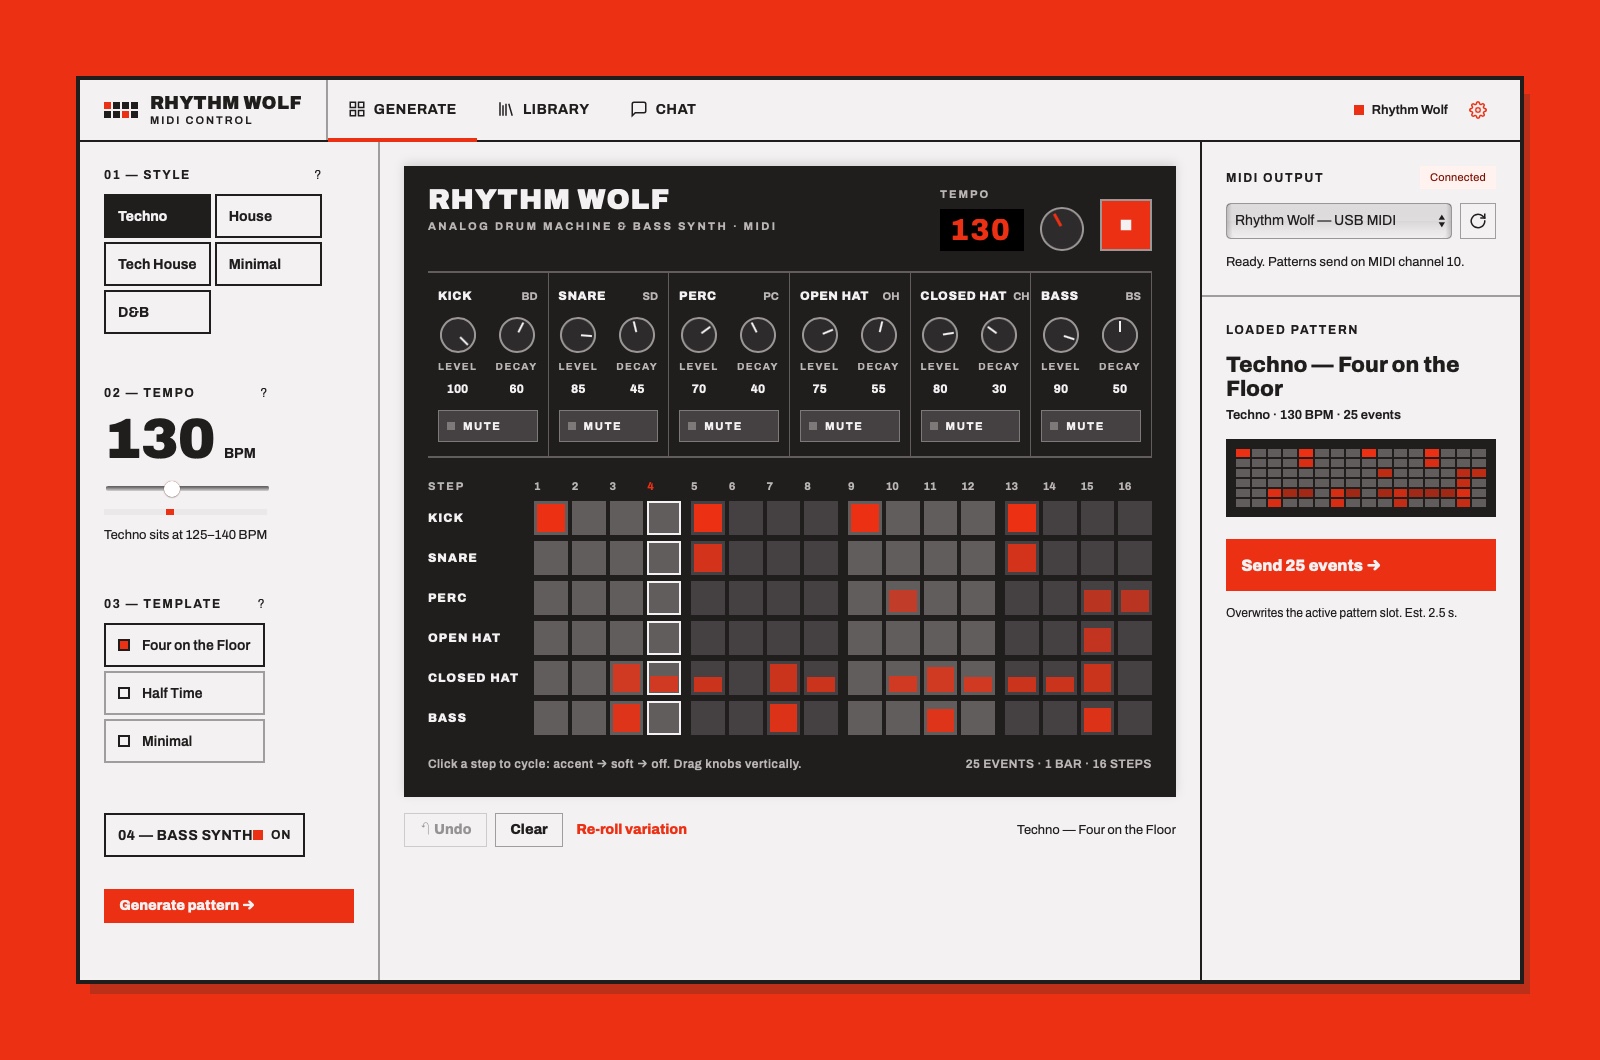 RHYTHM WOLF
MIDI CONTROL
GENERATE
LIBRARY
CHAT
Rhythm Wolf
01 — STYLE ?
Techno
House
Tech House
Minimal
D&B
02 — TEMPO ?
130 BPM
Techno sits at 125–140 BPM
03 — TEMPLATE ?
Four on the Floor
Half Time
Minimal
04 — BASS SYNTH ON
Generate pattern →
RHYTHM WOLF
ANALOG DRUM MACHINE & BASS SYNTH · MIDI
TEMPO
130
KICK BD SNARE SD PERC PC OPEN HAT OH CLOSED HAT CH BASS BS
LEVEL DECAY LEVEL DECAY LEVEL DECAY LEVEL DECAY LEVEL DECAY LEVEL DECAY
100 60 85 45 70 40 75 55 80 30 90 50
MUTE MUTE MUTE MUTE MUTE MUTE
STEP 1 2 3 4 5 6 7 8 9 10 11 12 13 14 15 16
KICK
SNARE
PERC
OPEN HAT
CLOSED HAT
BASS
Click a step to cycle: accent → soft → off. Drag knobs vertically.
25 EVENTS · 1 BAR · 16 STEPS
Undo
Clear
Re-roll variation
Techno — Four on the Floor
MIDI OUTPUT
Connected
Rhythm Wolf — USB MIDI
Ready. Patterns send on MIDI channel 10.
LOADED PATTERN
Techno — Four on the
Floor
Techno · 130 BPM · 25 events
Send 25 events →
Overwrites the active pattern slot. Est. 2.5 s.